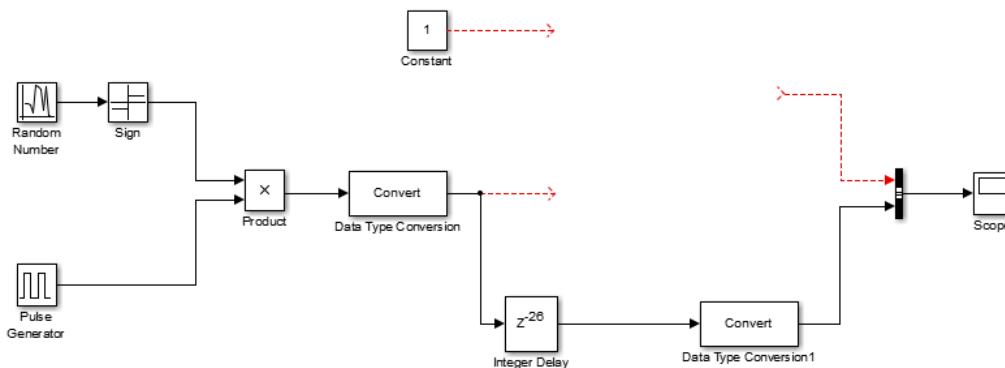 1
Constant
Random
Number
Sign
×
Product
Convert
Data Type Conversion
Pulse
Generator
Z-26
Integer Delay
Convert
Data Type Conversion1
Scope